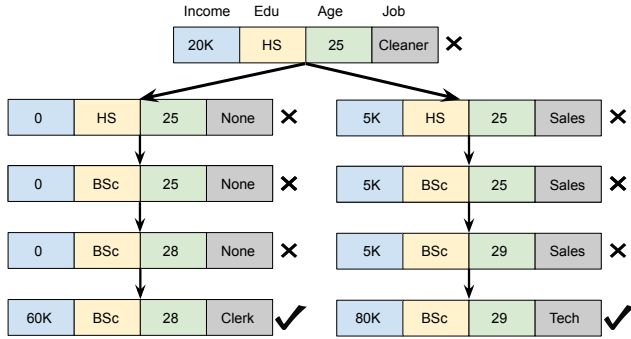 Income Edu Age Job
20K HS 25 Cleaner
0 HS 25 None
5K HS 25 Sales
0 BSc 25 None
5K BSc 25 Sales
0 BSc 28 None
5K BSc 29 Sales
60K BSc 28 Clerk
80K BSc 29 Tech